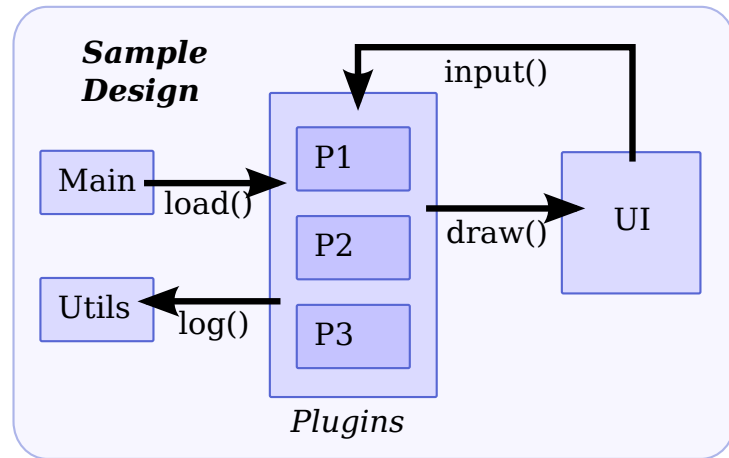 Sample
Design
input()
P1
Main
load()
P2
UI
draw()
Utils
log()
P3
Plugins